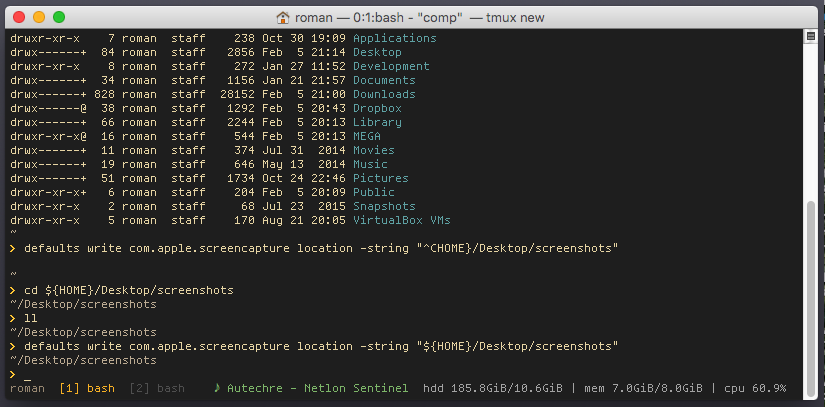 roman — 0:1:bash - "comp" — tmux new
drwxr-xr-x    7 roman  staff    238 Oct 30 19:09 Applications
drwx------+  84 roman  staff   2856 Feb  5 21:14 Desktop
drwxr-xr-x    8 roman  staff    272 Jan 27 11:52 Development
drwx------+  34 roman  staff   1156 Jan 21 11:57 Documents
drwx------+ 828 roman  staff  28152 Feb  5 21:00 Downloads
drwx------@  38 roman  staff   1292 Feb  5 20:43 Dropbox
drwx------+  66 roman  staff   2244 Feb  5 20:13 Library
drwxr-xr-x@  16 roman  staff    544 Feb  5 20:13 MEGA
drwx------+  11 roman  staff    374 Jul 31  2014 Movies
drwx------+  19 roman  staff    646 May 13  2014 Music
drwx------+  51 roman  staff   1734 Oct 24 22:46 Pictures
drwxr-xr-x+   6 roman  staff    204 Feb  5 20:09 Public
drwxr-xr-x    2 roman  staff     68 Jul 23  2015 Snapshots
drwxr-xr-x    5 roman  staff    170 Aug 21 20:05 VirtualBox VMs
~
❯ defaults write com.apple.screencapture location -string "^CHOME}/Desktop/screenshots"
~
❯ cd ${HOME}/Desktop/screenshots
~/Desktop/screenshots
❯ ll
~/Desktop/screenshots
❯ defaults write com.apple.screencapture location -string "${HOME}/Desktop/screenshots"
~/Desktop/screenshots
❯ _
roman  [1] bash  [2] bash    ♪ Autechre - Netlon Sentinel  hdd 185.8GiB/10.6GiB | mem 7.0GiB/8.0GiB | cpu 60.9%